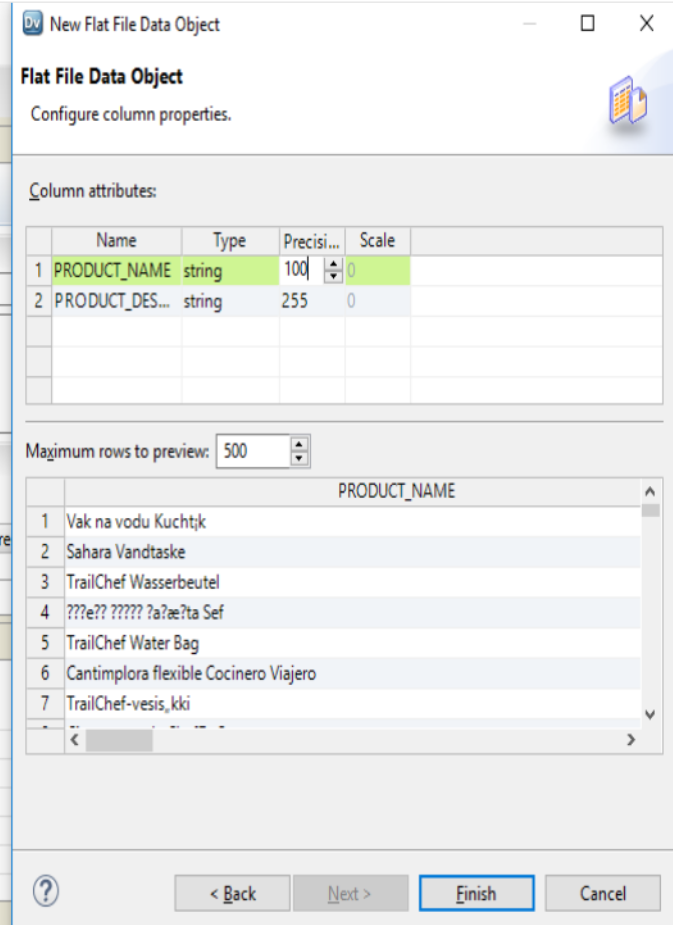 Dv New Flat File Data Object
Flat File Data Object
Configure column properties.
Column attributes:
Name Type Precisi... Scale
1 PRODUCT_NAME string 100 0
2 PRODUCT_DES... string 255 0
Maximum rows to preview: 500
PRODUCT_NAME
1 Vak na vodu Kucht¡k
2 Sahara Vandtaske
3 TrailChef Wasserbeutel
4 ???e?? ????? ?a?æ?ta Sef
5 TrailChef Water Bag
6 Cantimplora flexible Cocinero Viajero
7 TrailChef-vesis„kki
re
? < Back Next > Finish Cancel